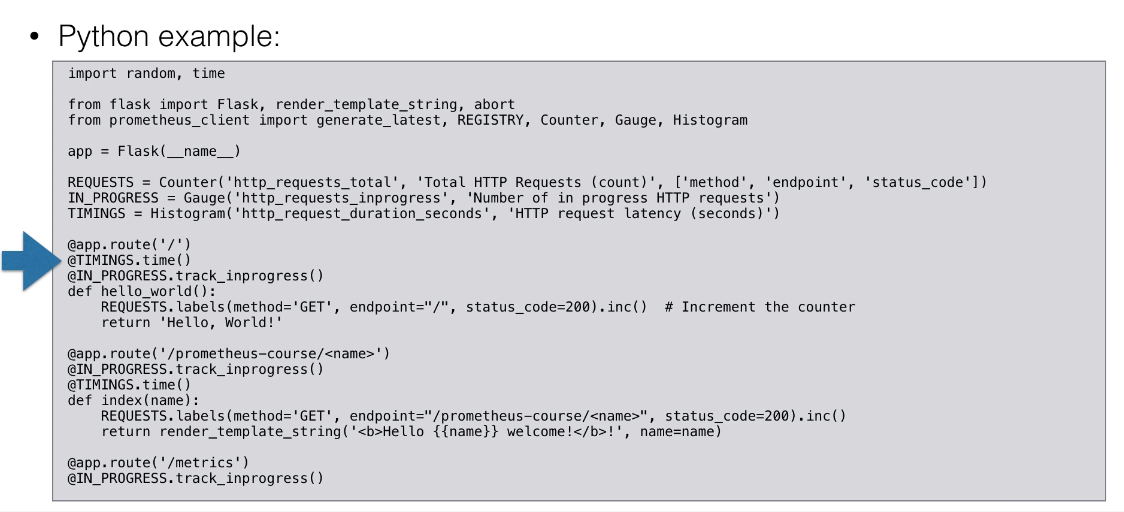 • Python example:
import random, time
from flask import Flask, render_template_string, abort
from prometheus_client import generate_latest, REGISTRY, Counter, Gauge, Histogram
app = Flask(__name__)
REQUESTS = Counter('http_requests_total', 'Total HTTP Requests (count)', ['method', 'endpoint', 'status_code'])
IN_PROGRESS = Gauge('http_requests_inprogress', 'Number of in progress HTTP requests')
TIMINGS = Histogram('http_request_duration_seconds', 'HTTP request latency (seconds)')
@app.route('/')
@TIMINGS.time()
@IN_PROGRESS.track_inprogress()
def hello_world():
    REQUESTS.labels(method='GET', endpoint="/", status_code=200).inc()  # Increment the counter
    return 'Hello, World!'
@app.route('/prometheus-course/<name>')
@IN_PROGRESS.track_inprogress()
@TIMINGS.time()
def index(name):
    REQUESTS.labels(method='GET', endpoint="/prometheus-course/<name>", status_code=200).inc()
    return render_template_string('<b>Hello {{name}} welcome!</b>!', name=name)
@app.route('/metrics')
@IN_PROGRESS.track_inprogress()